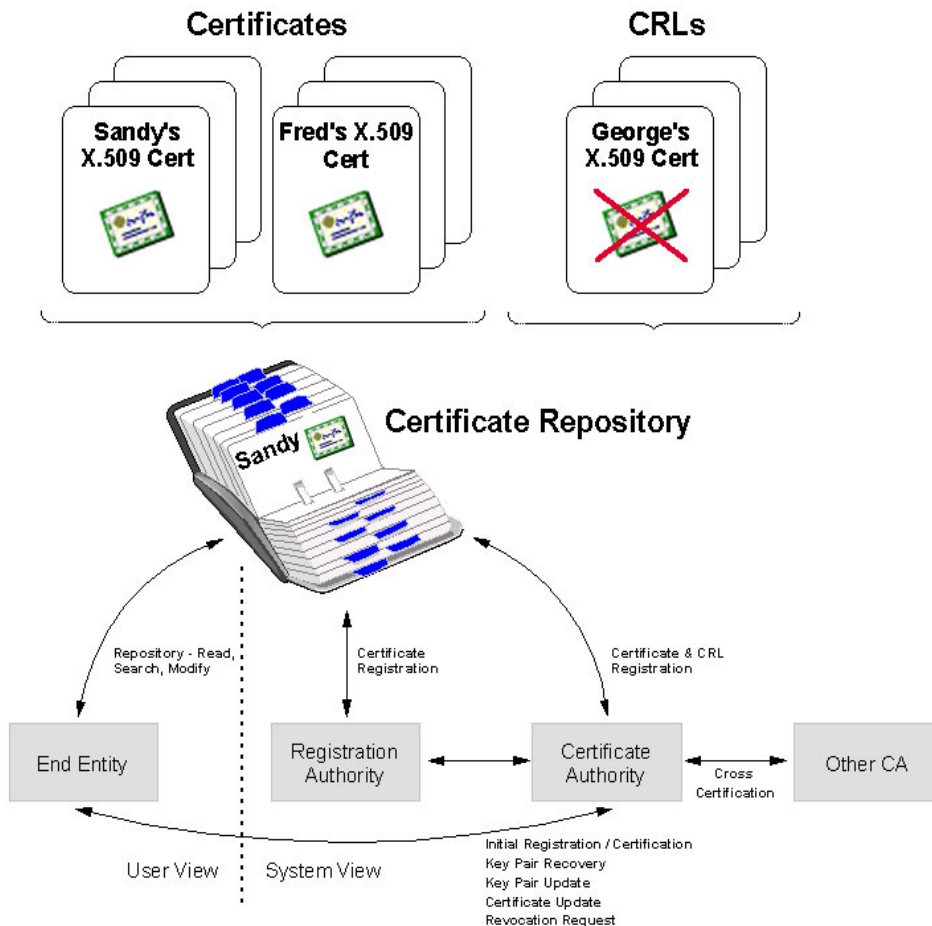 Certificates
CRLs
Sandy's
X.509 Cert
Fred's X.509
Cert
George's
X.509 Cert
Certificate Repository
Sandy
Repository - Read,
Search, Modify
Certificate
Registration
Certificate & CRL
Registration
End Entity
Registration
Authority
Certificate
Authority
Other CA
Cross
Certification
User View
System View
Initial Registration / Certification
Key Pair Recovery
Key Pair Update
Certificate Update
Revocation Request